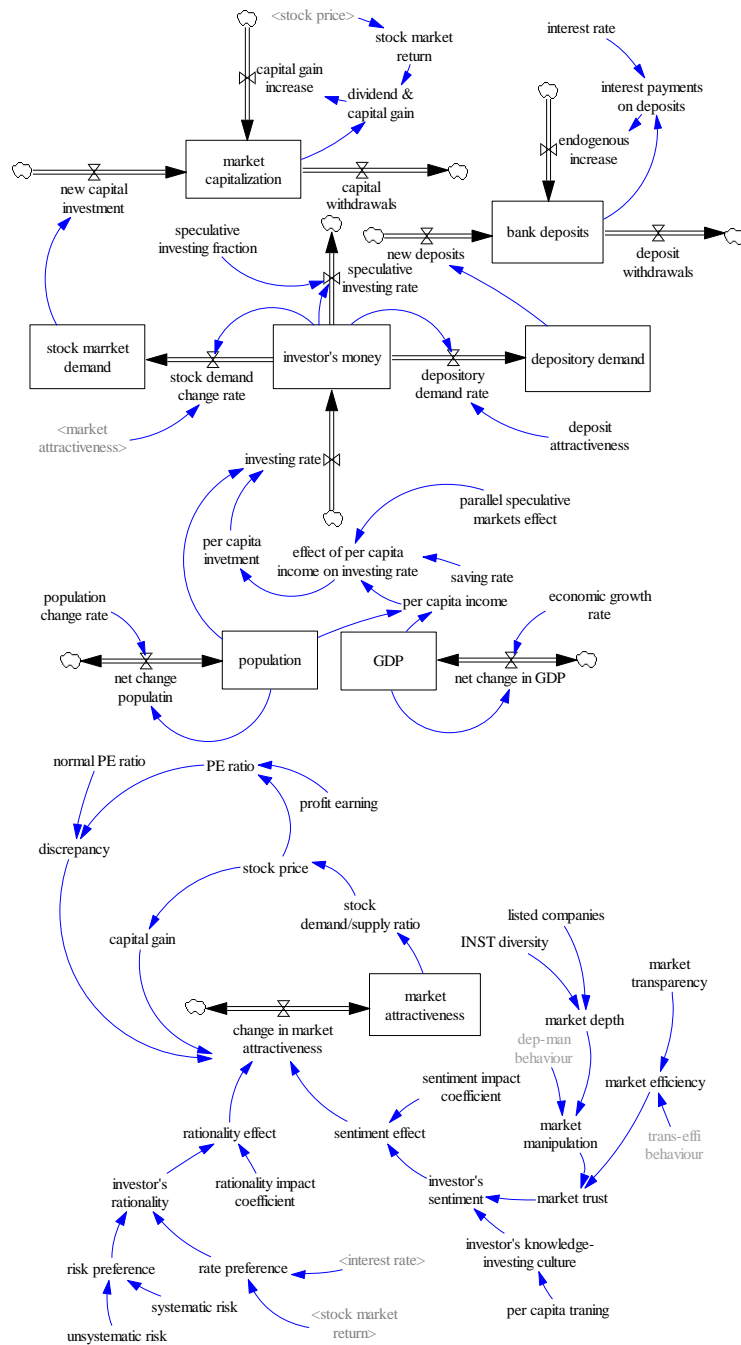 <stock price>
stock market
return
interest rate
capital gain
increase
dividend &
capital gain
interest payments
on deposits
endogenous
increase
market
capitalization
new capital
investment
capital
withdrawals
speculative
investing fraction
speculative
investing rate
new deposits
bank deposits
deposit
withdrawals
stock marrket
demand
stock demand
change rate
investor's money
depository
demand rate
depository demand
<market
attractiveness>
deposit
attractiveness
investing rate
parallel speculative
markets effect
per capita
invetment
effect of per capita
income on investing rate
saving rate
per capita income
population
change rate
economic growth
rate
population
GDP
net change
populatin
net change in GDP
normal PE ratio
PE ratio
profit earning
discrepancy
stock price
stock
demand/supply ratio
capital gain
listed companies
INST diversity
market
transparency
market
attractiveness
change in market
attractiveness
market depth
dep-man
behaviour
market efficiency
sentiment impact
coefficient
rationality effect
sentiment effect
market
manipulation
trans-effi
behaviour
investor's
rationality
rationality impact
coefficient
investor's
sentiment
market trust
risk preference
rate preference
<interest rate>
investor's knowledge-
investing culture
systematic risk
unsystematic risk
<stock market
return>
per capita traning